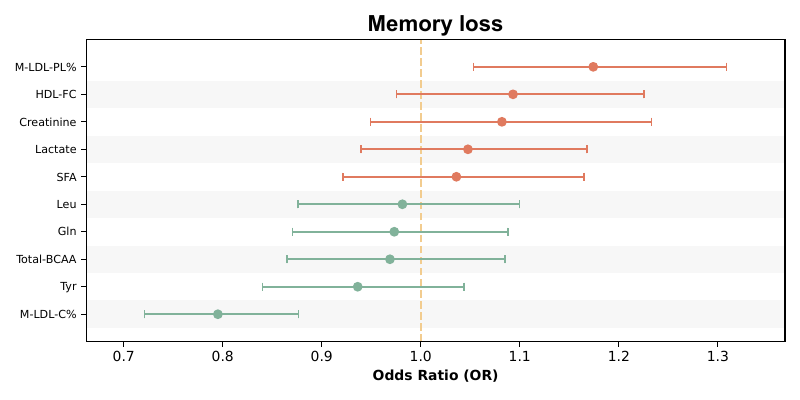 Memory loss
M-LDL-PL%
HDL-FC
Creatinine
Lactate
SFA
Leu
Gln
Total-BCAA
Tyr
M-LDL-C%
0.7 0.8 0.9 1.0 1.1 1.2 1.3
Odds Ratio (OR)